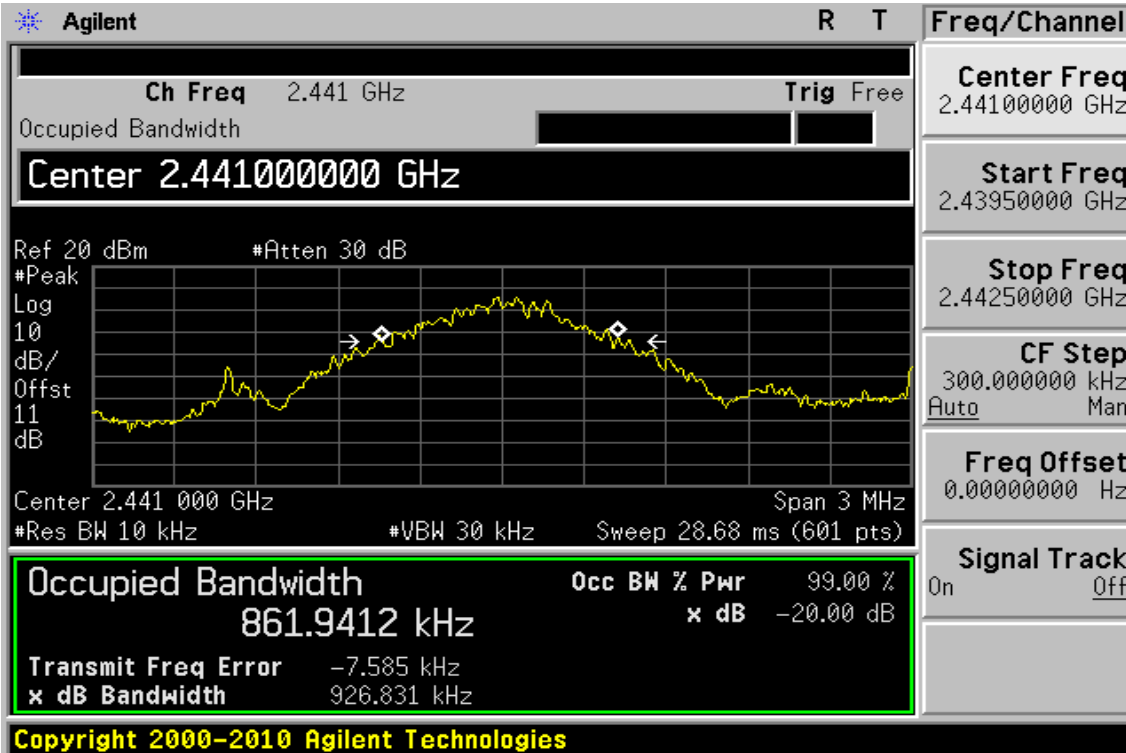 Agilent R T
Ch Freq 2.441 GHz Trig Free
Occupied Bandwidth
Center 2.441000000 GHz
Ref 20 dBm #Atten 30 dB
#Peak
Log
10
dB/
Offst
11
dB
Center 2.441 000 GHz Span 3 MHz
#Res BW 10 kHz #VBW 30 kHz Sweep 28.68 ms (601 pts)
Occupied Bandwidth Occ BW % Pwr 99.00 %
861.9412 kHz x dB -20.00 dB
Transmit Freq Error -7.585 kHz
x dB Bandwidth 926.831 kHz
Copyright 2000-2010 Agilent Technologies
Freq/Channel
Center Freq
2.44100000 GHz
Start Freq
2.43950000 GHz
Stop Freq
2.44250000 GHz
CF Step
300.000000 kHz
Auto Man
Freq Offset
0.00000000 Hz
Signal Track
On Off